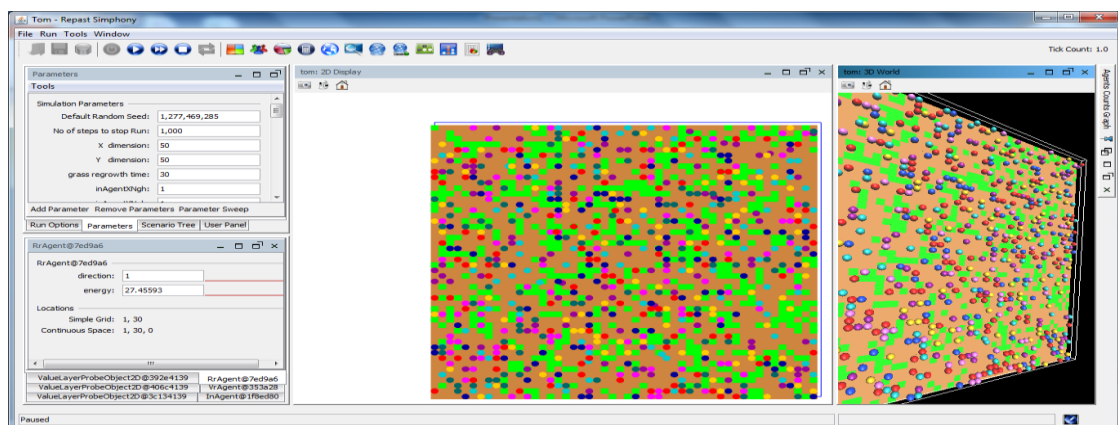 Tom - Repast Simphony
File Run Tools Window
Tick Count: 1.0
Parameters
Tools
Simulation Parameters
Default Random Seed: 1,277,469,285
No of steps to stop Run: 1,000
X dimension: 50
Y dimension: 50
grass regrowth time: 30
inAgentXNgh: 1
Add Parameter Remove Parameters Parameter Sweep
Run Options Parameters Scenario Tree User Panel
RrAgent@7ed9a6
RrAgent@7ed9a6
direction: 1
energy: 27.45593
Locations
Simple Grid: 1, 30
Continuous Space: 1, 30, 0
ValueLayerProbeObject2D@392e4139 RrAgent@7ed9a6
ValueLayerProbeObject2D@406c4139 VrAgent@353a28
ValueLayerProbeObject2D@3c134139 InAgent@1f8ed80
tom: 2D Display
tom: 3D World
Agents Counts Graph
Paused